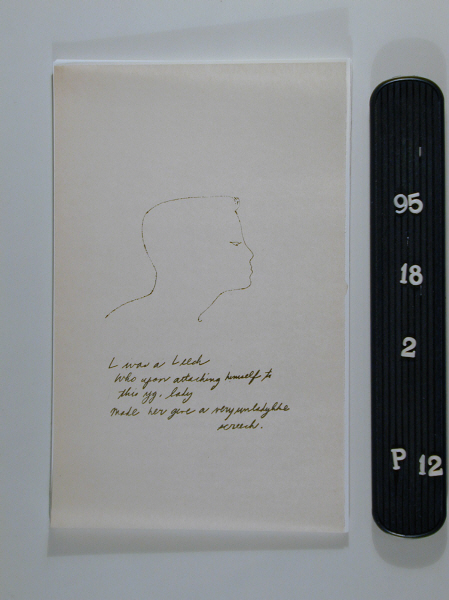 L was a Leech
Who upon attaching himself to
this yg. lady
Made her give a very unladylike
screech.
95
18
2
P 12